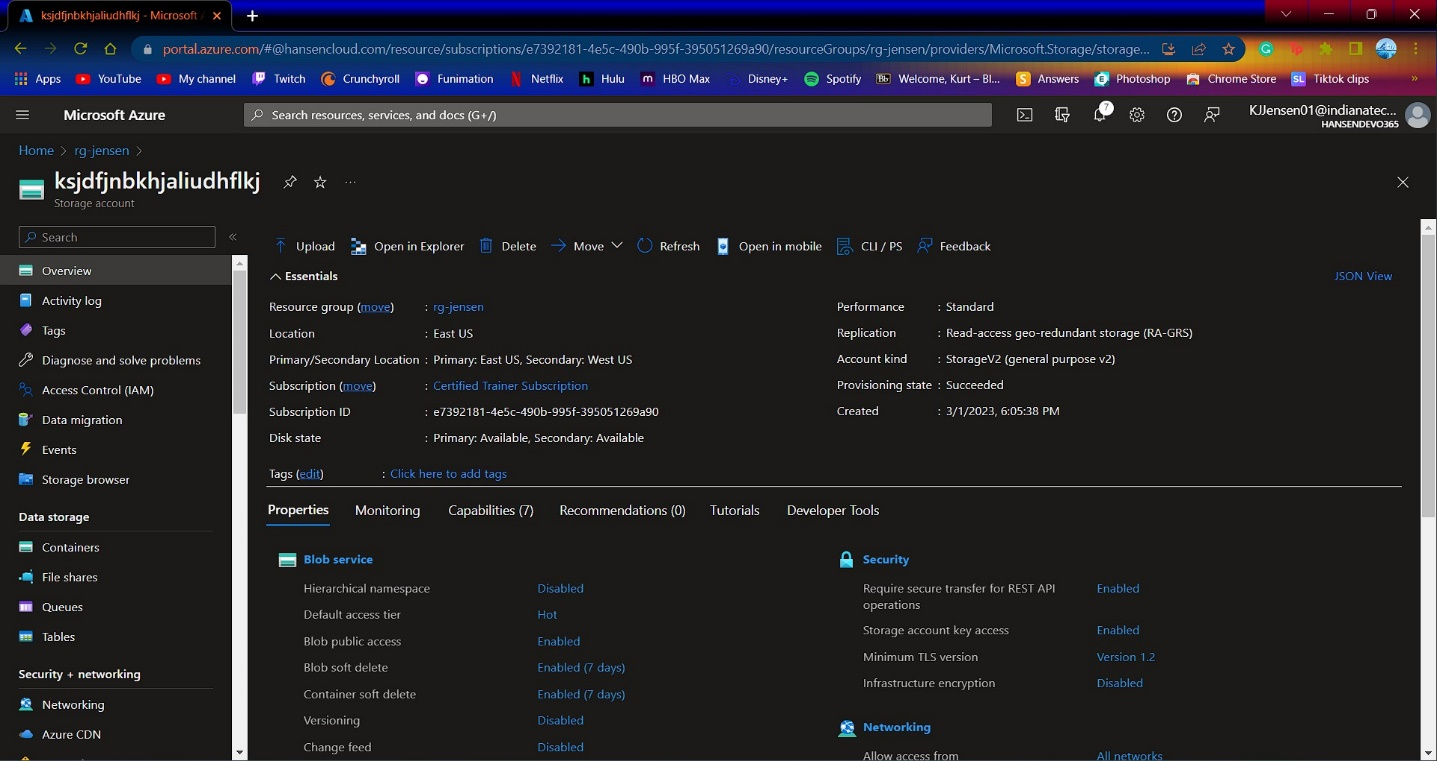 ksjdfjnbkhjaliudhflkj - Microsoft
portal.azure.com/#@hansencloud.com/resource/subscriptions/e7392181-4e5c-490b-995f-395051269a90/resourceGroups/rg-jensen/providers/Microsoft.Storage/storage...
Apps YouTube My channel Twitch Crunchyroll Funimation Netflix Hulu HBO Max Disney+ Spotify Bb Welcome, Kurt – Bl... Answers Photoshop Chrome Store SL Tiktok clips »
Microsoft Azure
Search resources, services, and docs (G+/)
7
KJJensen01@indianatec...
HANSENDEVO365
Home > rg-jensen >
ksjdfjnbkhjaliudhflkj
Storage account
Search «
Overview
Activity log
Tags
Diagnose and solve problems
Access Control (IAM)
Data migration
Events
Storage browser
Data storage
Containers
File shares
Queues
Tables
Security + networking
Networking
Azure CDN
Upload Open in Explorer Delete Move Refresh Open in mobile CLI / PS Feedback
Essentials JSON View
Resource group (move) : rg-jensen
Location : East US
Primary/Secondary Location : Primary: East US, Secondary: West US
Subscription (move) : Certified Trainer Subscription
Subscription ID : e7392181-4e5c-490b-995f-395051269a90
Disk state : Primary: Available, Secondary: Available
Performance : Standard
Replication : Read-access geo-redundant storage (RA-GRS)
Account kind : StorageV2 (general purpose v2)
Provisioning state : Succeeded
Created : 3/1/2023, 6:05:38 PM
Tags (edit) : Click here to add tags
Properties Monitoring Capabilities (7) Recommendations (0) Tutorials Developer Tools
Blob service
Hierarchical namespace Disabled
Default access tier Hot
Blob public access Enabled
Blob soft delete Enabled (7 days)
Container soft delete Enabled (7 days)
Versioning Disabled
Change feed Disabled
Security
Require secure transfer for REST API Enabled
operations
Storage account key access Enabled
Minimum TLS version Version 1.2
Infrastructure encryption Disabled
Networking
Allow access from All networks